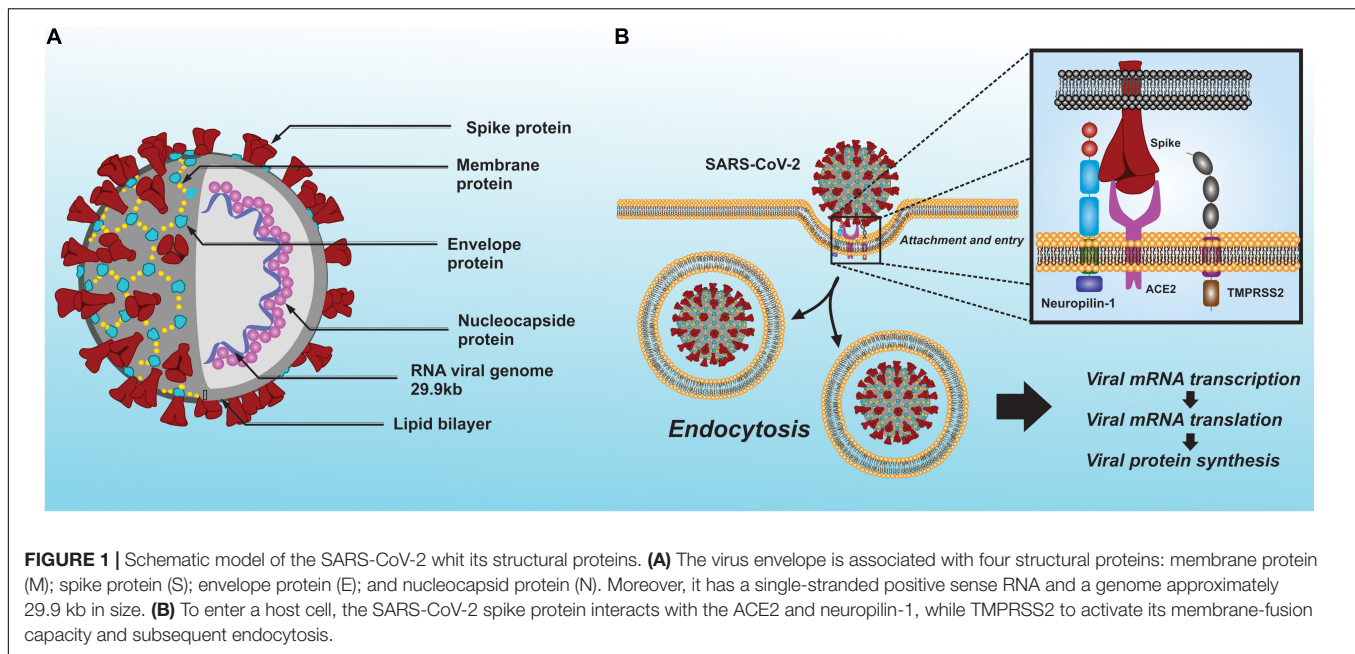 A
Spike protein
Membrane
protein
Envelope
protein
Nucleocapside
protein
RNA viral genome
29.9kb
Lipid bilayer
B
SARS-CoV-2
Attachment and entry
Spike
Neuropilin-1
ACE2
TMPRSS2
Endocytosis
Viral mRNA transcription
Viral mRNA translation
Viral protein synthesis
FIGURE 1 | Schematic model of the SARS-CoV-2 whit its structural proteins. (A) The virus envelope is associated with four structural proteins: membrane protein
(M); spike protein (S); envelope protein (E); and nucleocapsid protein (N). Moreover, it has a single-stranded positive sense RNA and a genome approximately
29.9 kb in size. (B) To enter a host cell, the SARS-CoV-2 spike protein interacts with the ACE2 and neuropilin-1, while TMPRSS2 to activate its membrane-fusion
capacity and subsequent endocytosis.